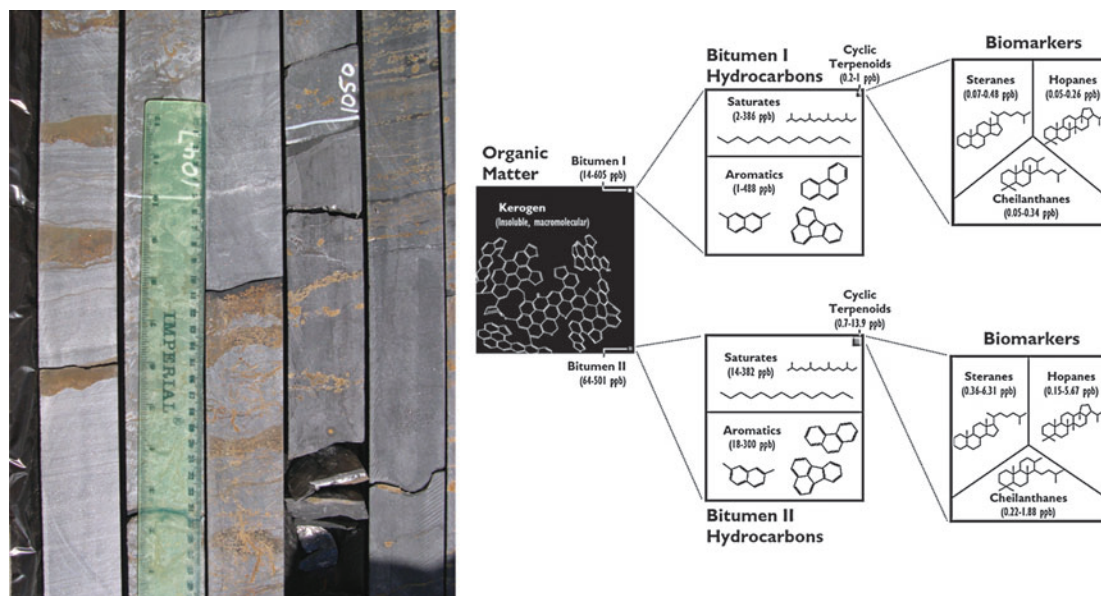 1047
1050
IMPERIAL
Organic
Matter
Kerogen
(Insoluble, macromolecular)
Bitumen I
(14-605 ppb)
Bitumen II
(64-501 ppb)
Bitumen I
Hydrocarbons
Saturates
(2-386 ppb)
Aromatics
(1-488 ppb)
Cyclic
Terpenoids
(0.2-1 ppb)
Biomarkers
Steranes
(0.07-0.48 ppb)
Hopanes
(0.05-0.26 ppb)
Cheilanthanes
(0.05-0.34 ppb)
Cyclic
Terpenoids
(0.7-13.9 ppb)
Saturates
(14-382 ppb)
Aromatics
(18-300 ppb)
Bitumen II
Hydrocarbons
Biomarkers
Steranes
(0.36-6.31 ppb)
Hopanes
(0.15-5.67 ppb)
Cheilanthanes
(0.22-1.88 ppb)